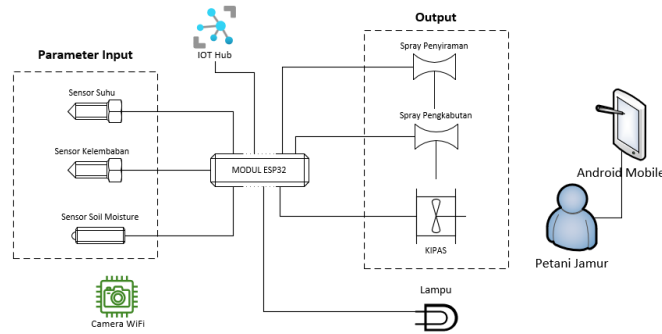 IOT Hub
Parameter Input
Sensor Suhu
Sensor Kelembaban
Sensor Soil Moisture
Camera WiFi
MODUL ESP32
Output
Spray Penyiraman
Spray Pengkabutan
KIPAS
Lampu
Android Mobile
Petani Jamur